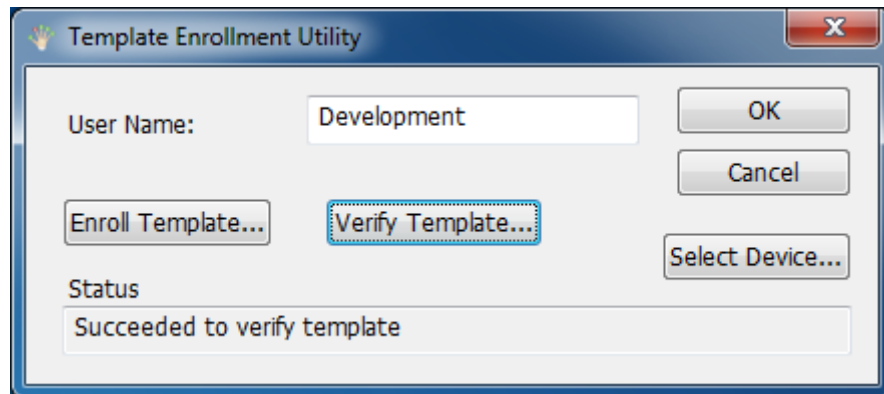 Template Enrollment Utility
User Name:
Development
OK
Cancel
Enroll Template...
Verify Template...
Select Device...
Status
Succeeded to verify template